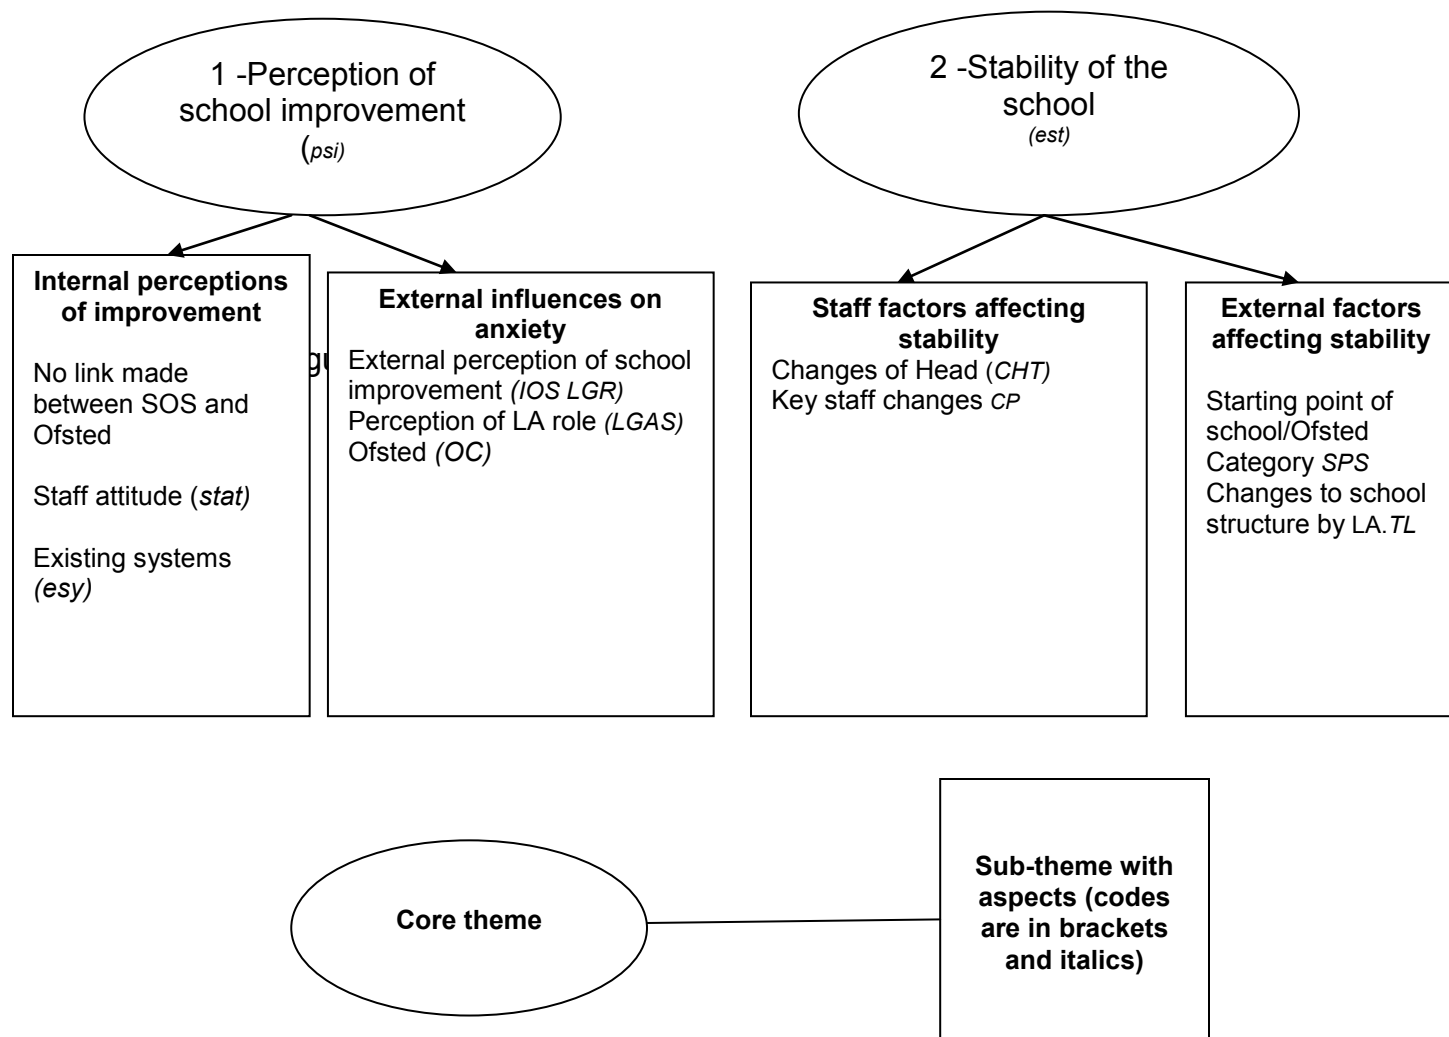 1 -Perception of
school improvement
(psi)
2 -Stability of the
school
(est)
Internal perceptions
of improvement
No link made
between SOS and
Ofsted
Staff attitude (stat)
Existing systems
(esy)
External influences on
anxiety
External perception of school
improvement (IOS LGR)
Perception of LA role (LGAS)
Ofsted (OC)
Staff factors affecting
stability
Changes of Head (CHT)
Key staff changes CP
External factors
affecting stability
Starting point of
school/Ofsted
Category SPS
Changes to school
structure by LA.TL
Core theme
Sub-theme with
aspects (codes
are in brackets
and italics)